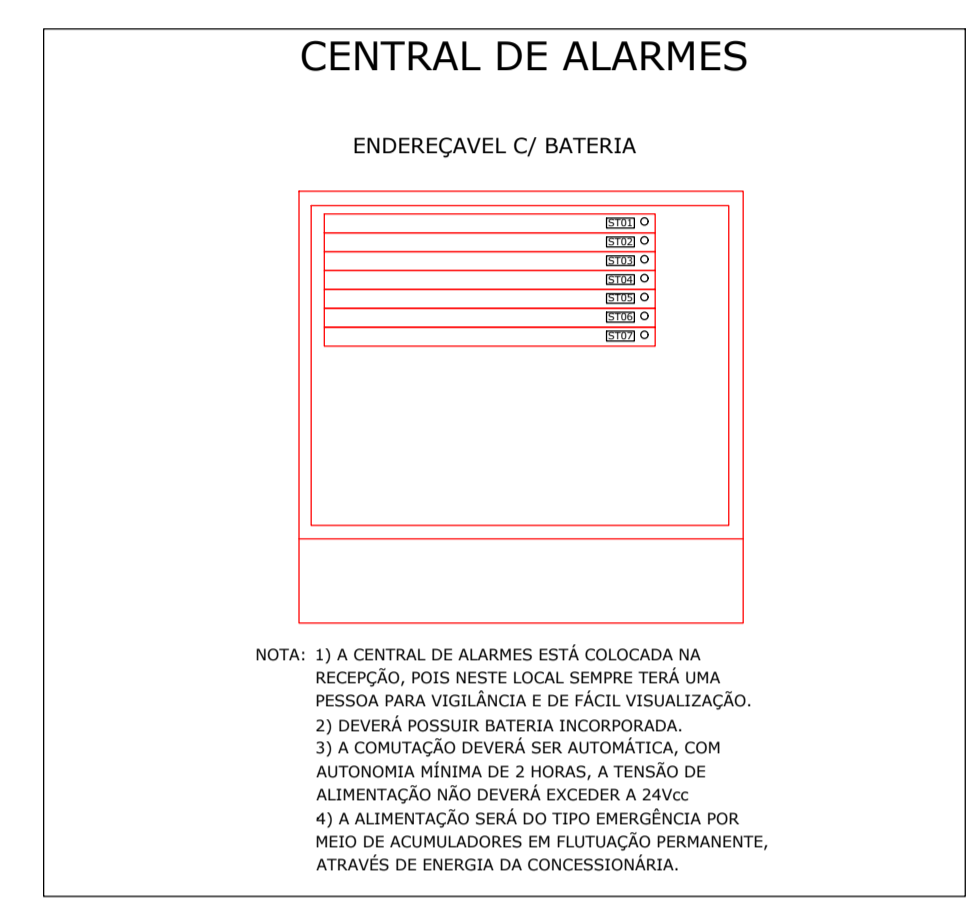 CENTRAL DE ALARMES
ENDEREÇAVEL C/ BATERIA
ST01
ST02
ST03
ST04
ST05
ST06
ST07
NOTA: 1) A CENTRAL DE ALARMES ESTÁ COLOCADA NA
RECEPÇÃO, POIS NESTE LOCAL SEMPRE TERÁ UMA
PESSOA PARA VIGILÂNCIA E DE FÁCIL VISUALIZAÇÃO.
2) DEVERÁ POSSUIR BATERIA INCORPORADA.
3) A COMUTAÇÃO DEVERÁ SER AUTOMÁTICA, COM
AUTONOMIA MÍNIMA DE 2 HORAS, A TENSÃO DE
ALIMENTAÇÃO NÃO DEVERÁ EXCEDER A 24Vcc
4) A ALIMENTAÇÃO SERÁ DO TIPO EMERGÊNCIA POR
MEIO DE ACUMULADORES EM FLUTUAÇÃO PERMANENTE,
ATRAVÉS DE ENERGIA DA CONCESSIONÁRIA.